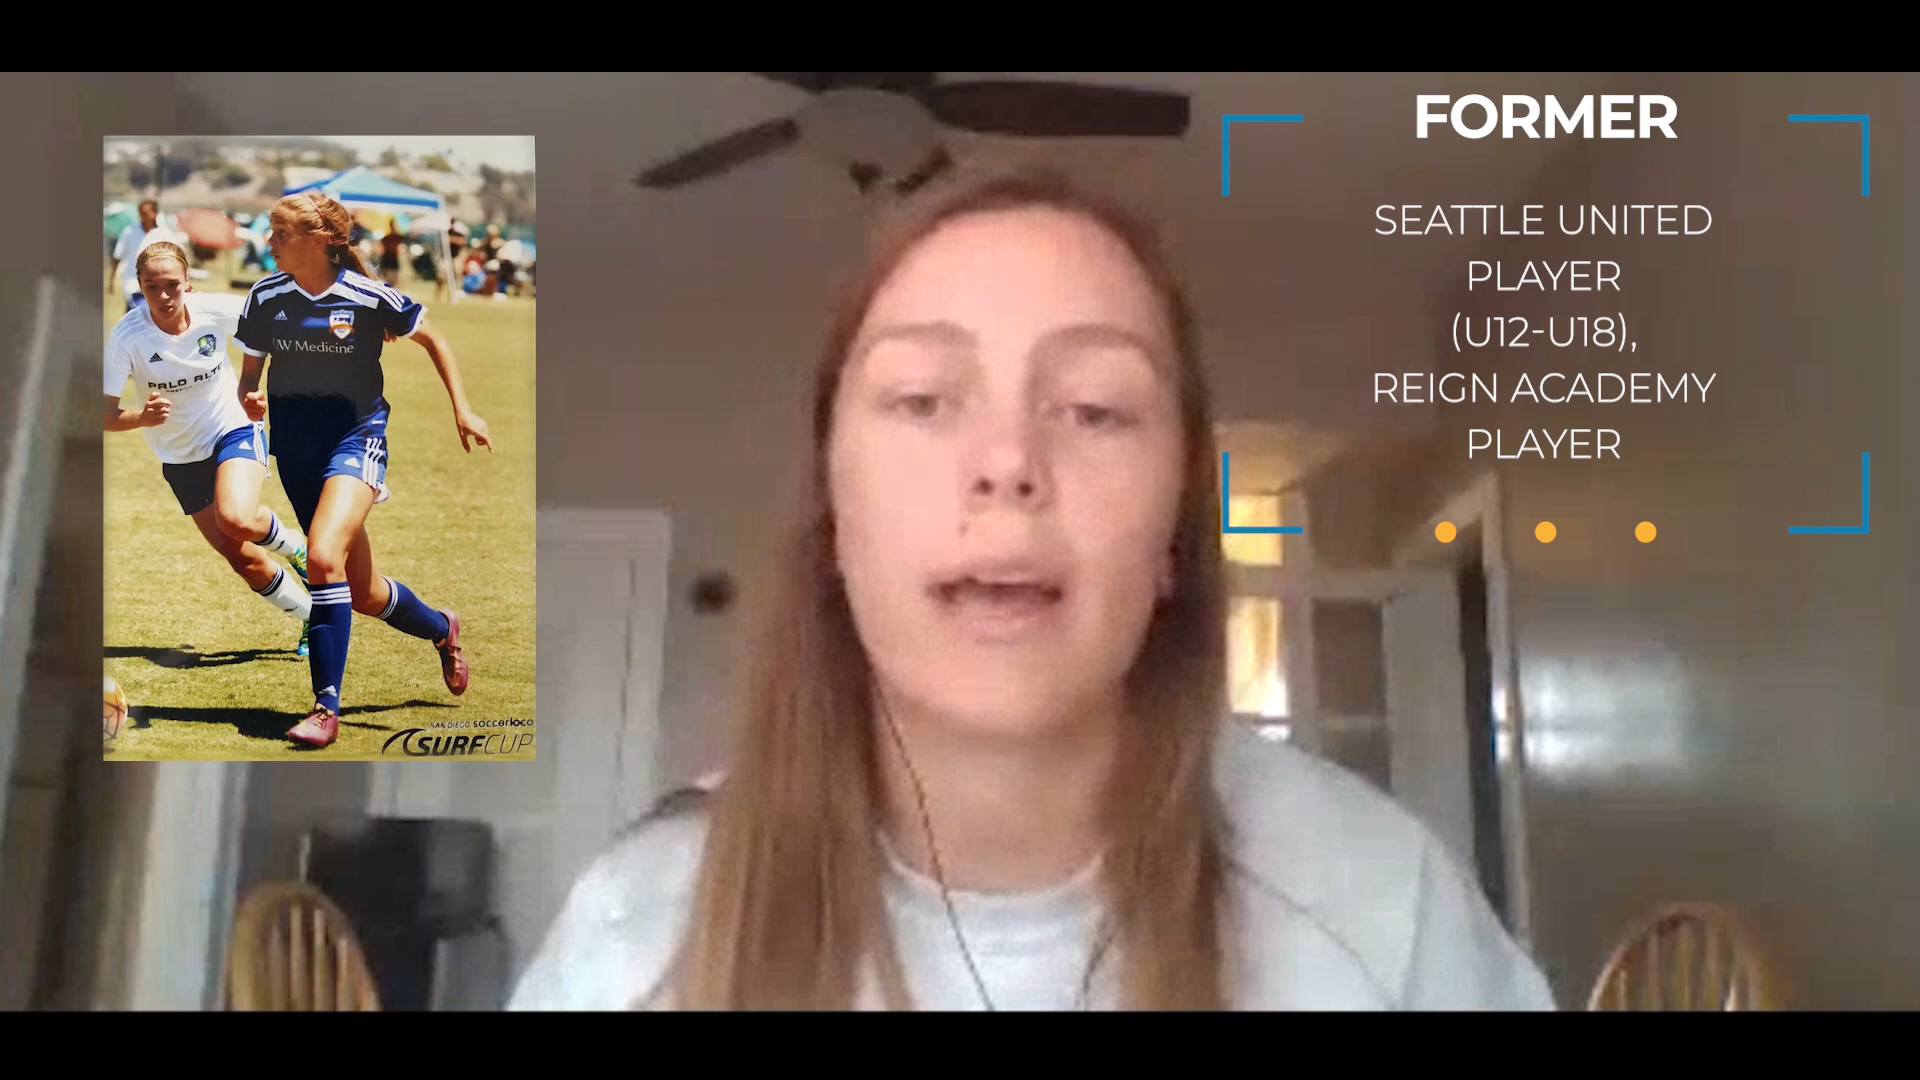 FORMER
SEATTLE UNITED
PLAYER
(U12-U18),
REIGN ACADEMY
PLAYER
UW Medicine
PALO ALTO
SAN DIEGO soccerloco
SURFCUP